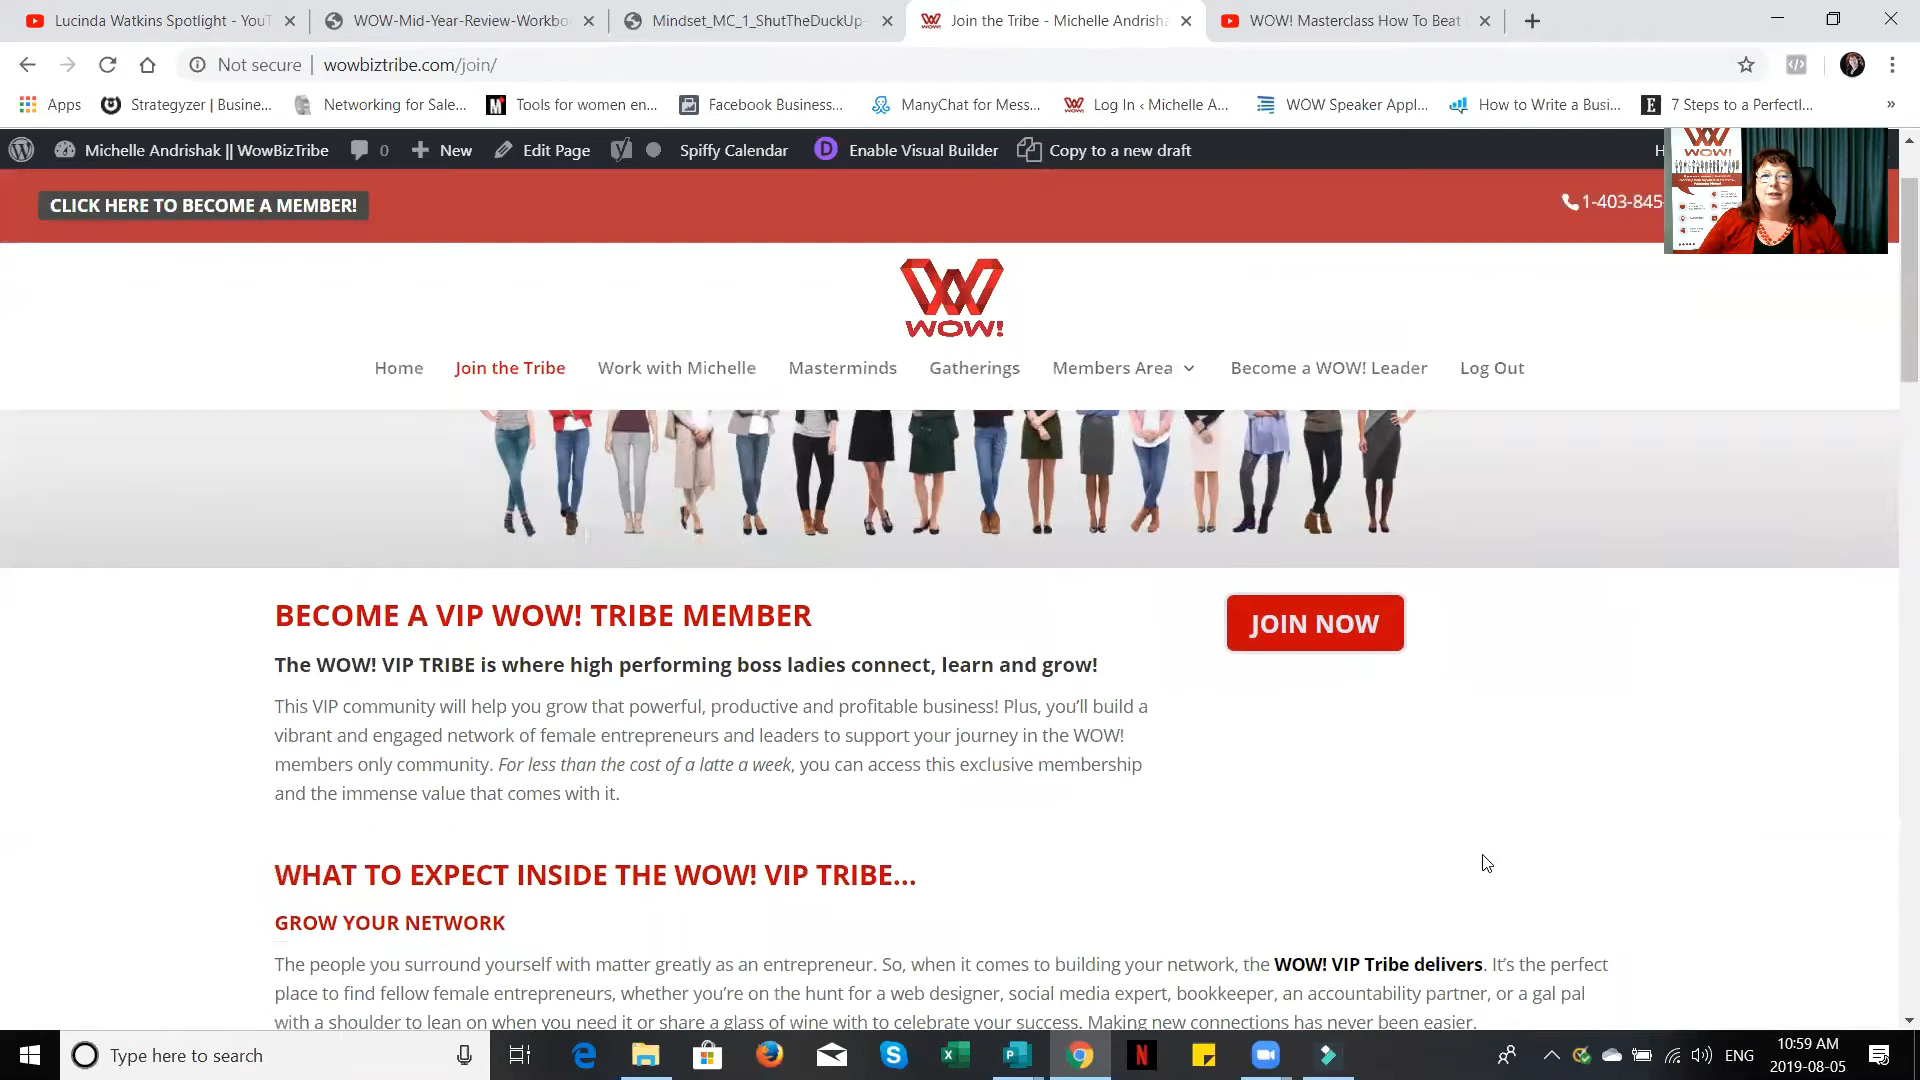 Lucinda Watkins Spotlight - YouT
WOW-Mid-Year-Review-Workbo
Mindset_MC_1_ShutTheDuckUp-
Join the Tribe - Michelle Andrisha
WOW! Masterclass How To Beat
Not secure
wowbiztribe.com/join/
Apps
Strategyzer | Busine...
Networking for Sale...
Tools for women en...
Facebook Business...
ManyChat for Mess...
Log In ‹ Michelle A...
WOW Speaker Appl...
How to Write a Busi...
7 Steps to a Perfectl...
Michelle Andrishak || WowBizTribe
0
New
Edit Page
Spiffy Calendar
Enable Visual Builder
Copy to a new draft
H
CLICK HERE TO BECOME A MEMBER!
1-403-845-
WOW!
WOW!
Home
Join the Tribe
Work with Michelle
Masterminds
Gatherings
Members Area
Become a WOW! Leader
Log Out
BECOME A VIP WOW! TRIBE MEMBER
JOIN NOW
The WOW! VIP TRIBE is where high performing boss ladies connect, learn and grow!
This VIP community will help you grow that powerful, productive and profitable business! Plus, you’ll build a
vibrant and engaged network of female entrepreneurs and leaders to support your journey in the WOW!
members only community. For less than the cost of a latte a week, you can access this exclusive membership
and the immense value that comes with it.
WHAT TO EXPECT INSIDE THE WOW! VIP TRIBE...
GROW YOUR NETWORK
The people you surround yourself with matter greatly as an entrepreneur. So, when it comes to building your network, the WOW! VIP Tribe delivers. It’s the perfect
place to find fellow female entrepreneurs, whether you’re on the hunt for a web designer, social media expert, bookkeeper, an accountability partner, or a gal pal
with a shoulder to lean on when you need it or share a glass of wine with to celebrate your success. Making new connections has never been easier.
Type here to search
ENG
10:59 AM
2019-08-05